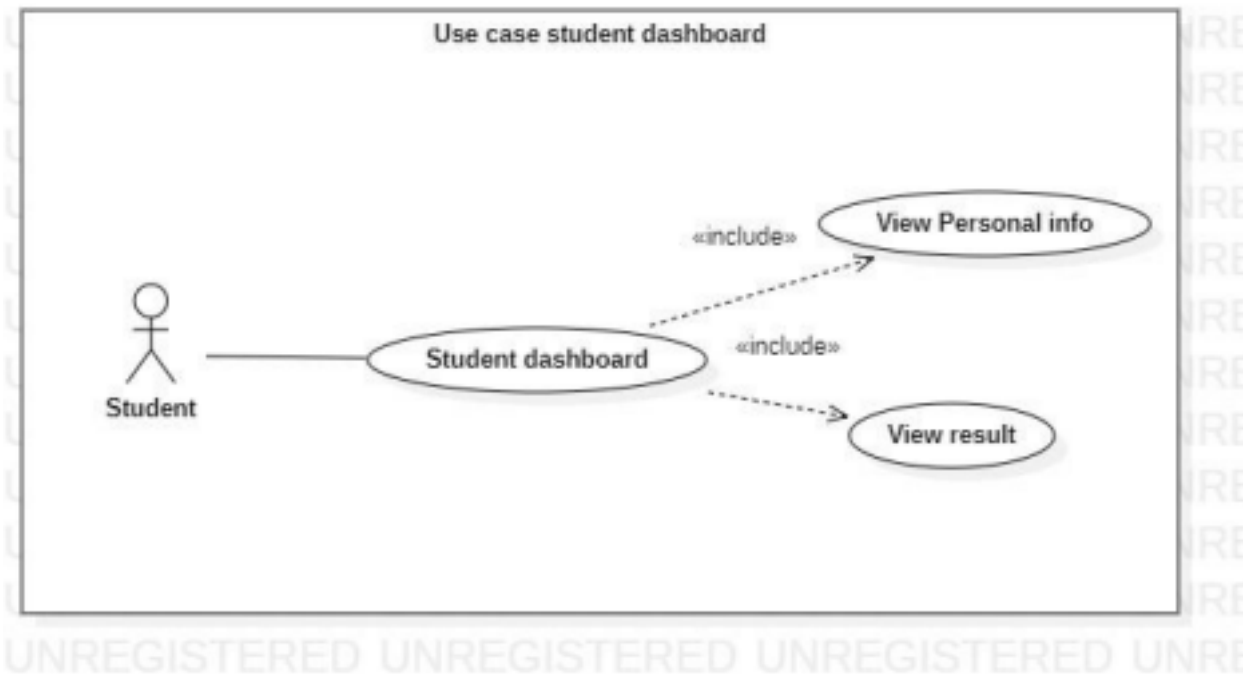 Use case student dashboard
View Personal info
«include»
«include»
Student dashboard
Student
View result
UNREGISTERED UNREGISTERED UNREGISTERED